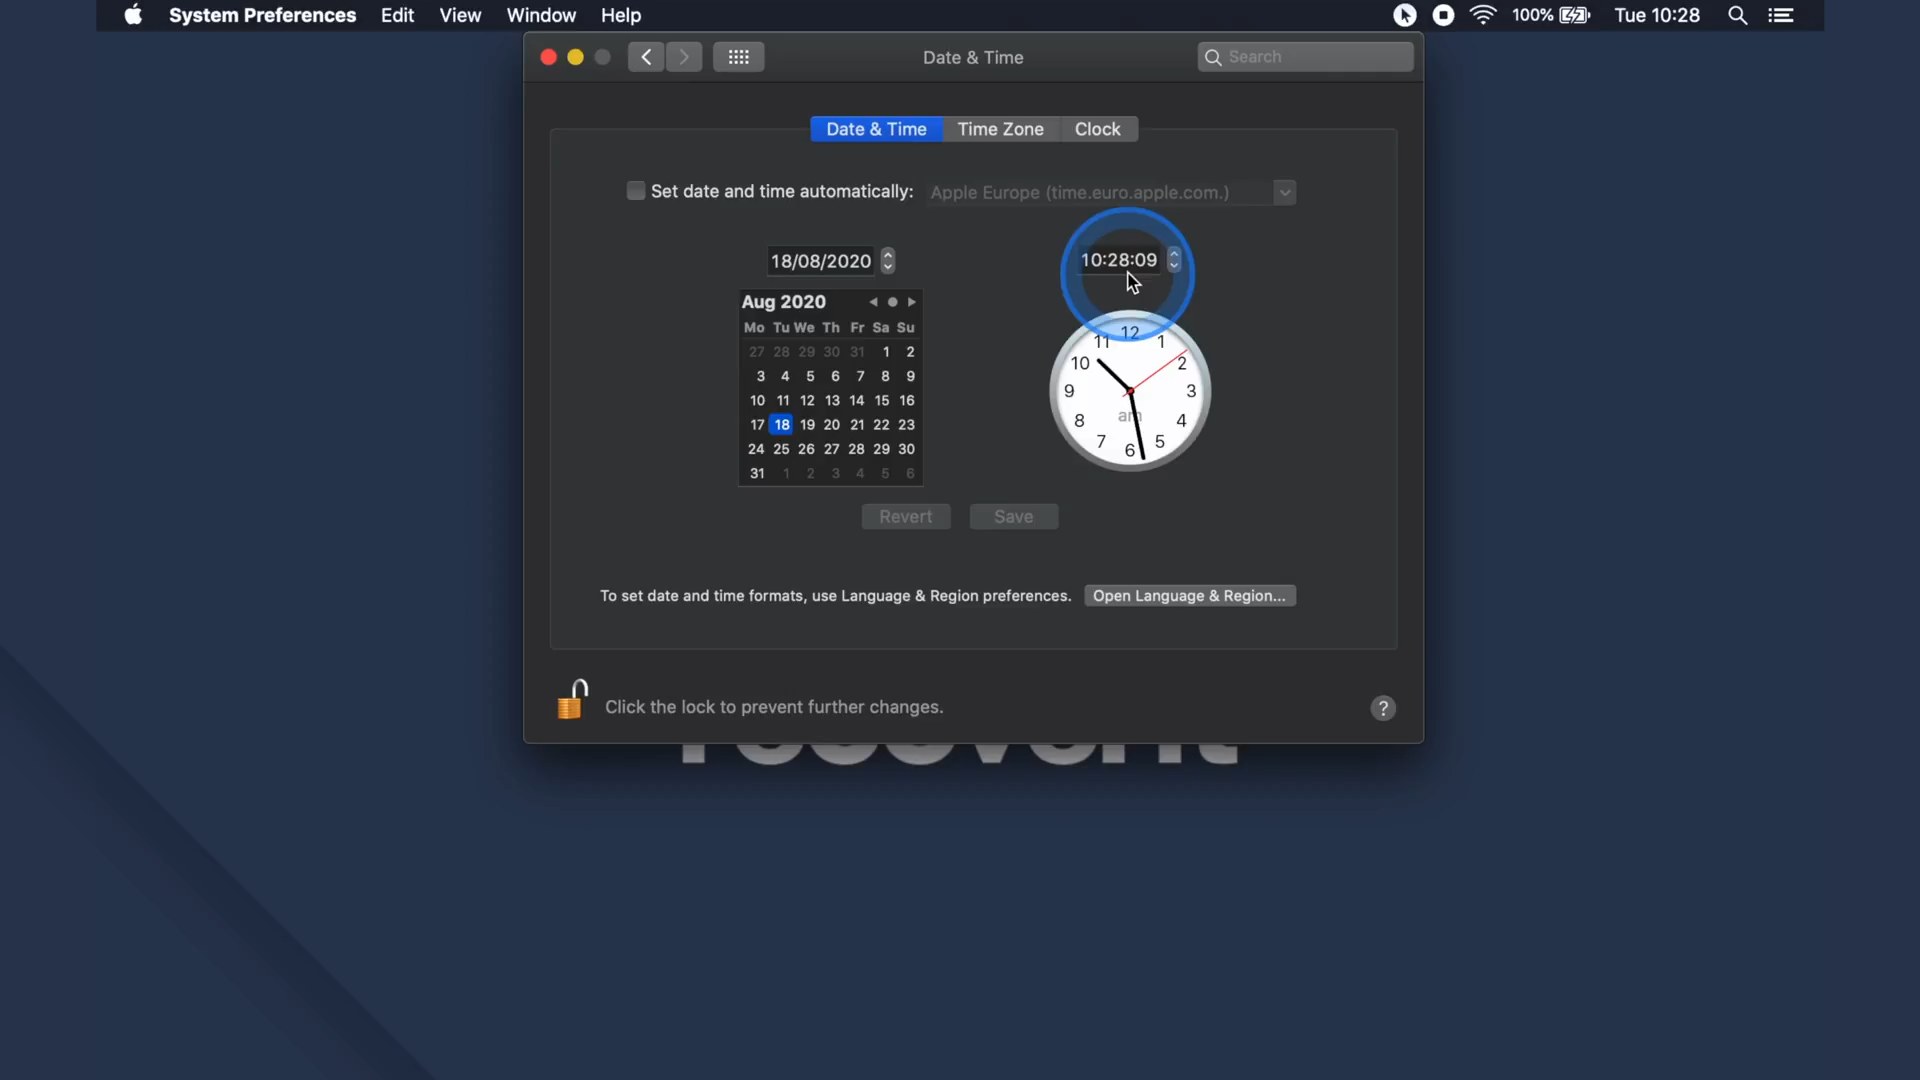 System Preferences Edit View Window Help 100% Tue 10:28
Date & Time Search
Date & Time Time Zone Clock
Set date and time automatically: Apple Europe (time.euro.apple.com.)
18/08/2020 10:28:09
Aug 2020
Mo Tu We Th Fr Sa Su
27 28 29 30 31 1 2
3 4 5 6 7 8 9
10 11 12 13 14 15 16
17 18 19 20 21 22 23
24 25 26 27 28 29 30
31 1 2 3 4 5 6
12
11 1
10 2
9 3
am
8 4
7 5
6
Revert Save
To set date and time formats, use Language & Region preferences. Open Language & Region...
Click the lock to prevent further changes. ?